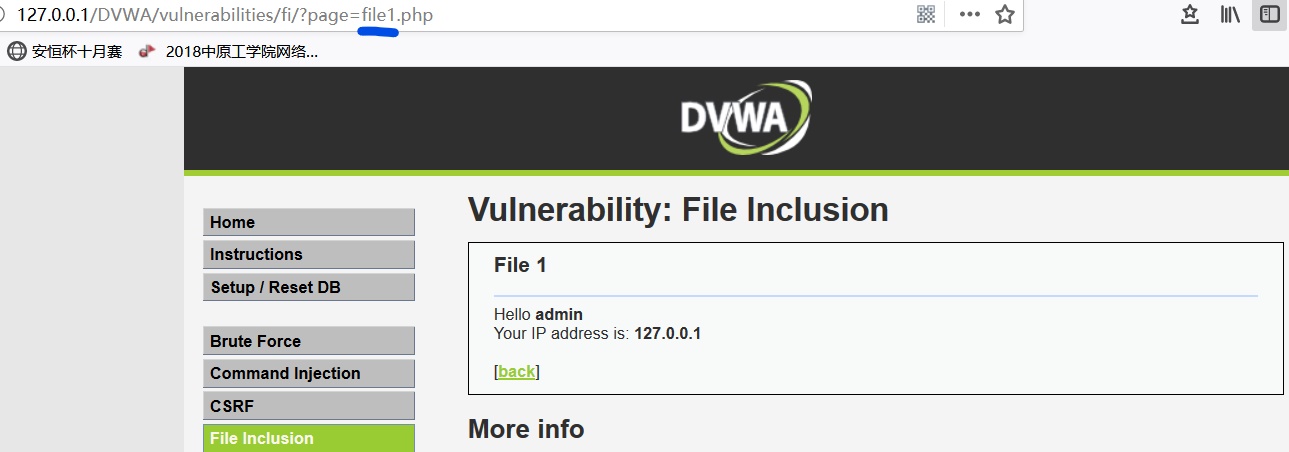 127.0.0.1/DVWA/vulnerabilities/fi/?page=file1.php
安恒杯十月赛
2018中原工学院网络...
DVWA
Home
Instructions
Setup / Reset DB
Brute Force
Command Injection
CSRF
File Inclusion
Vulnerability: File Inclusion
File 1
Hello admin
Your IP address is: 127.0.0.1
[back]
More info